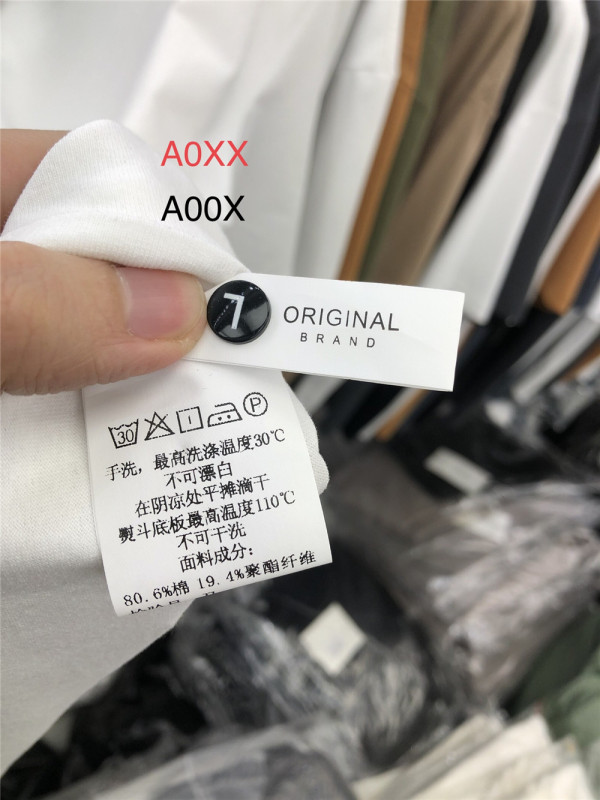 A0XX
A00X
7
ORIGINAL
BRAND
30 P
手洗，最高洗涤温度30℃
不可漂白
在阴凉处平摊滴干
熨斗底板最高温度110℃
不可干洗
面料成分：
80.6%棉 19.4%聚酯纤维